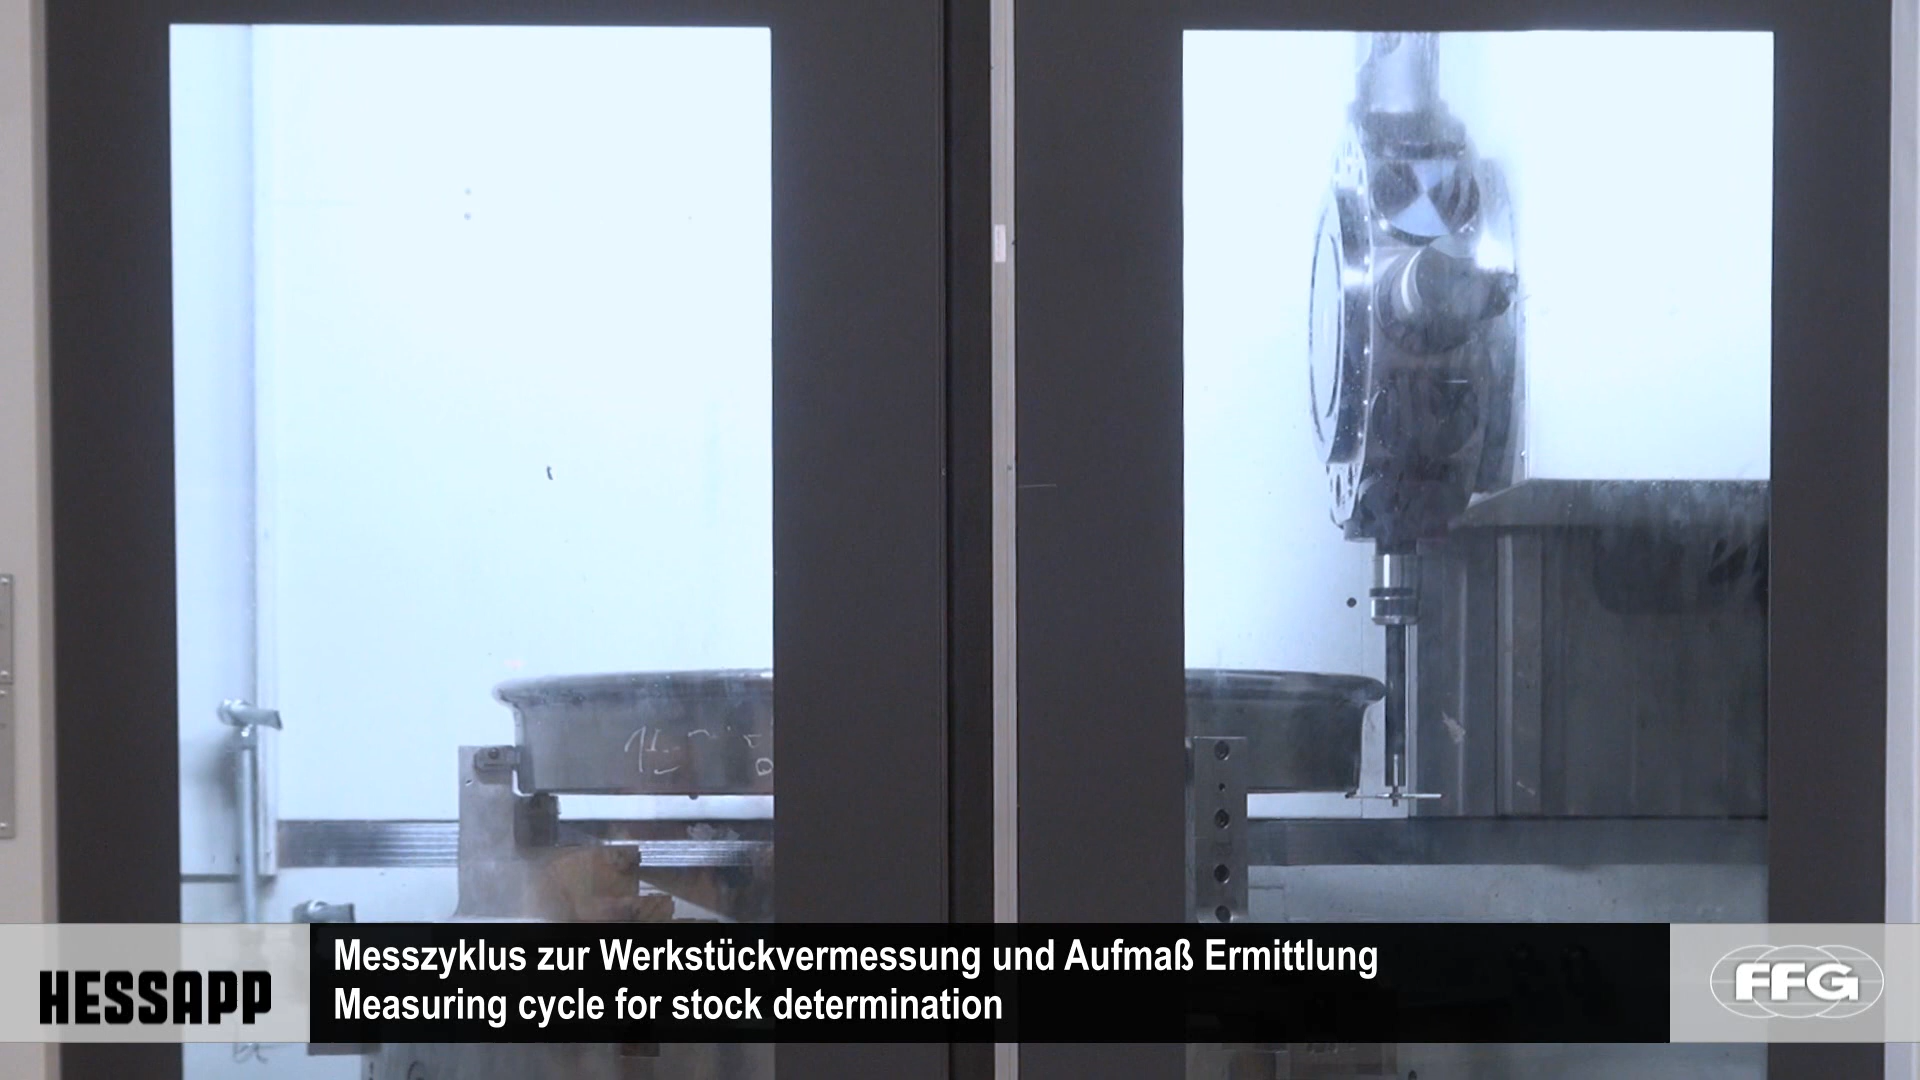 HESSAPP
Messzyklus zur Werkstückvermessung und Aufmaß Ermittlung
Measuring cycle for stock determination
FFG